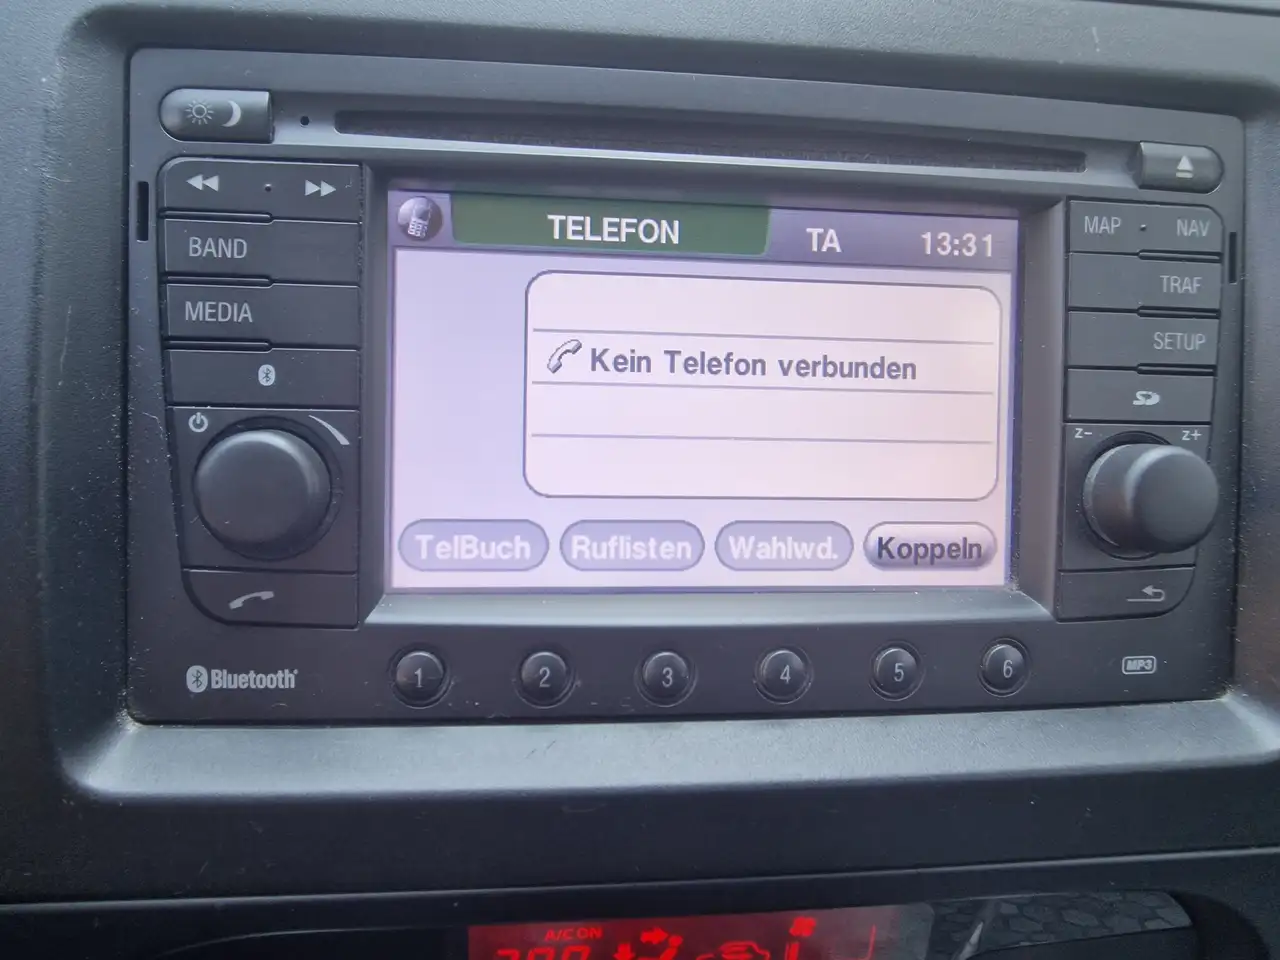 TELEFON TA 13:31
MAP NAV
BAND
TRAF
MEDIA
SETUP
Kein Telefon verbunden
z- z+
TelBuch Ruflisten Wahlwd. Koppeln
Bluetooth
1 2 3 4 5 6
MP3
A/C ON